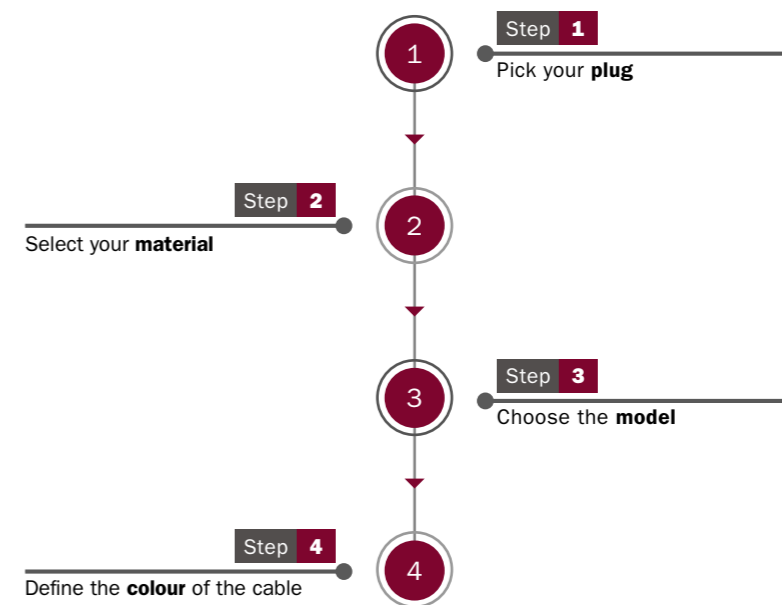 1
Step 1
Pick your plug
Step 2
2
Select your material
3
Step 3
Choose the model
Step 4
4
Define the colour of the cable